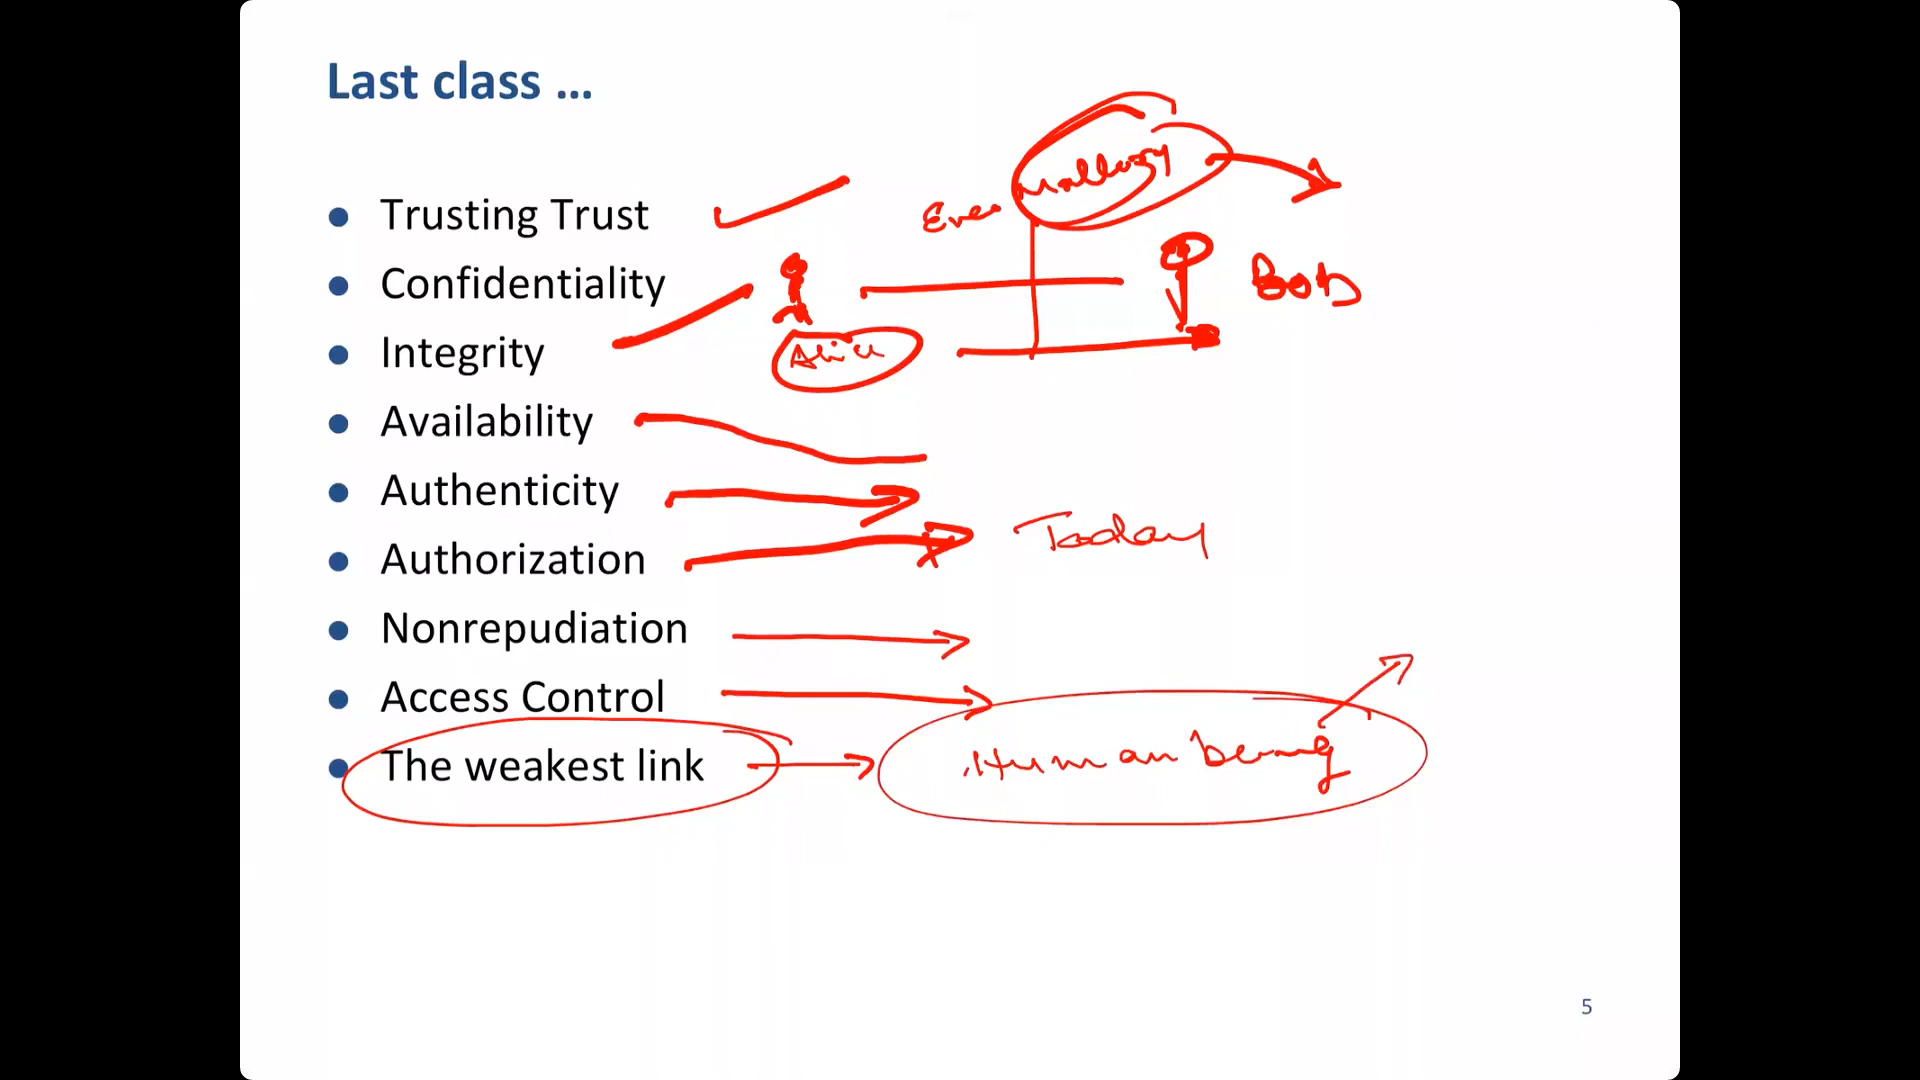 Last class ...
Trusting Trust
Confidentiality
Integrity
Availability
Authenticity
Authorization
Nonrepudiation
Access Control
The weakest link
Eve
Mallory
Bob
Alice
Today
Human being
5